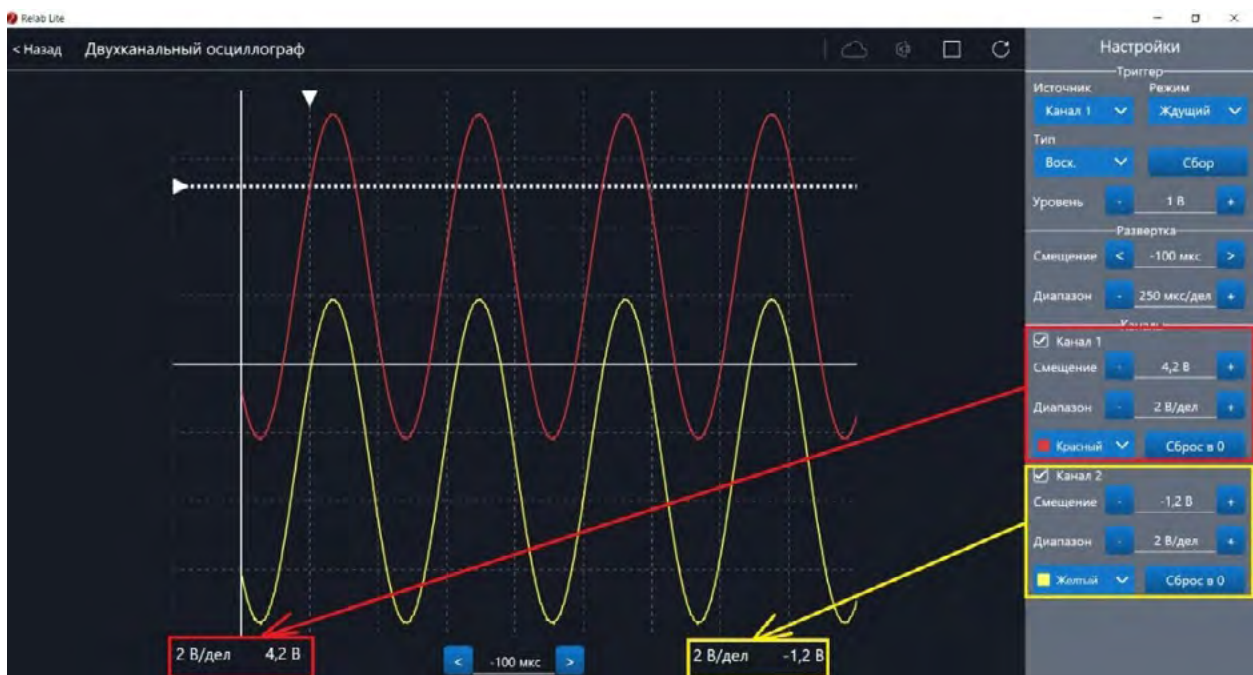 Relab Lite
< Назад Двухканальный осциллограф
Настройки
Триггер
Источник Режим
Канал 1 Ждущий
Тип
Восх. Сбор
Уровень - 1 В +
Развертка
Смещение < -100 мкс >
Диапазон - 250 мкс/дел +
Каналы
Канал 1
Смещение - 4,2 В +
Диапазон - 2 В/дел +
Красный Сброс в 0
Канал 2
Смещение - -1,2 В +
Диапазон - 2 В/дел +
Желтый Сброс в 0
2 В/дел 4,2 В
< -100 мкс >
2 В/дел -1,2 В